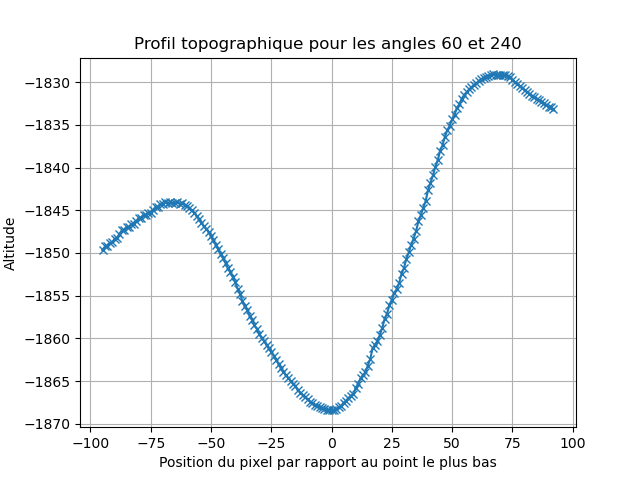 Profil topographique pour les angles 60 et 240
Altitude
−1830
−1835
−1840
−1845
−1850
−1855
−1860
−1865
−1870
−100 −75 −50 −25 0 25 50 75 100
Position du pixel par rapport au point le plus bas